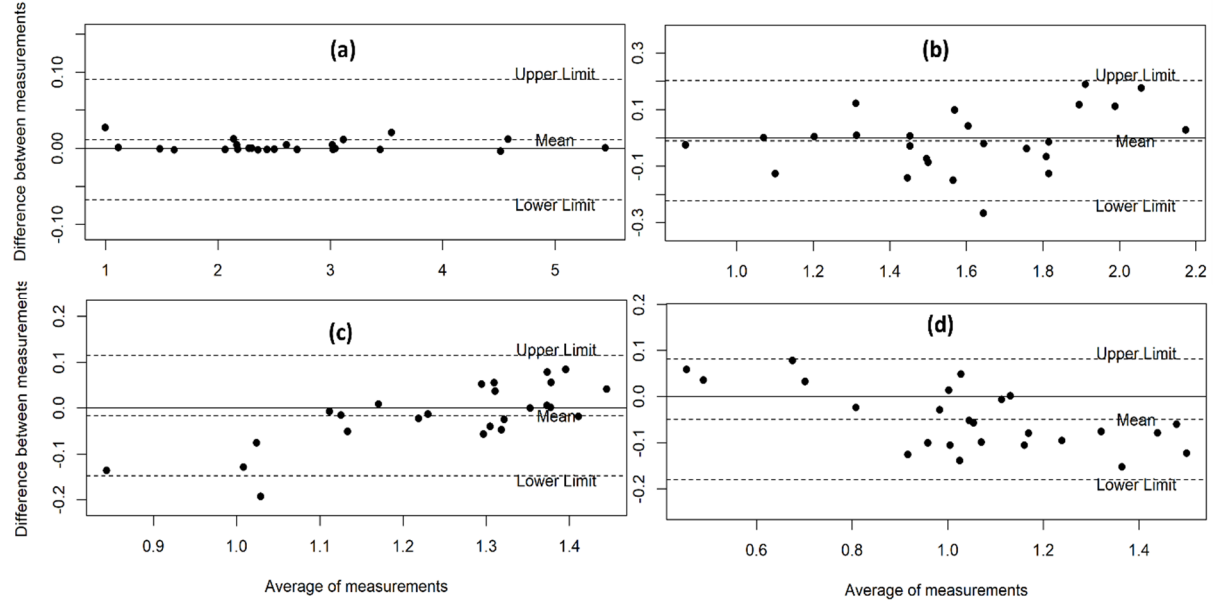 (a)
Difference between measurements
0.10
0.00
-0.10
Upper Limit
Mean
Lower Limit
1 2 3 4 5
(b)
0.3
0.1
-0.1
-0.3
Upper Limit
Mean
Lower Limit
1.0 1.2 1.4 1.6 1.8 2.0 2.2
(c)
Difference between measurements
0.2
0.1
0.0
-0.1
-0.2
Upper Limit
Mean
Lower Limit
0.9 1.0 1.1 1.2 1.3 1.4
Average of measurements
(d)
0.2
0.1
0.0
-0.1
-0.2
Upper Limit
Mean
Lower Limit
0.6 0.8 1.0 1.2 1.4
Average of measurements